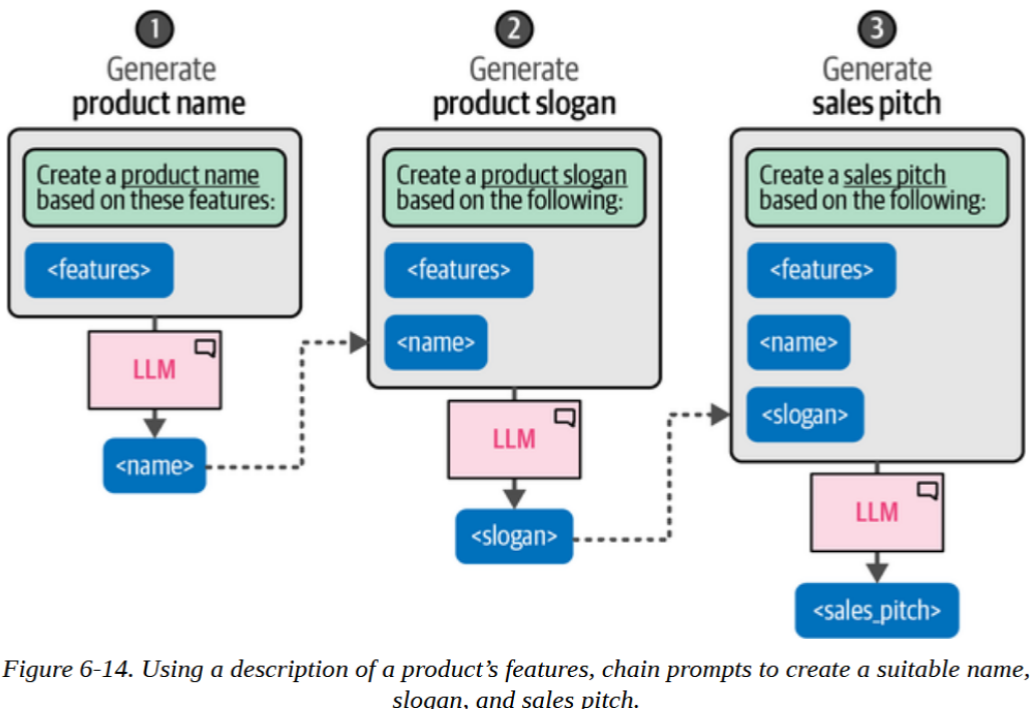 1
Generate
product name
Create a product name
based on these features:
<features>
LLM
<name>
2
Generate
product slogan
Create a product slogan
based on the following:
<features>
<name>
LLM
<slogan>
3
Generate
sales pitch
Create a sales pitch
based on the following:
<features>
<name>
<slogan>
LLM
<sales_pitch>
Figure 6-14. Using a description of a product’s features, chain prompts to create a suitable name,
slogan, and sales pitch.